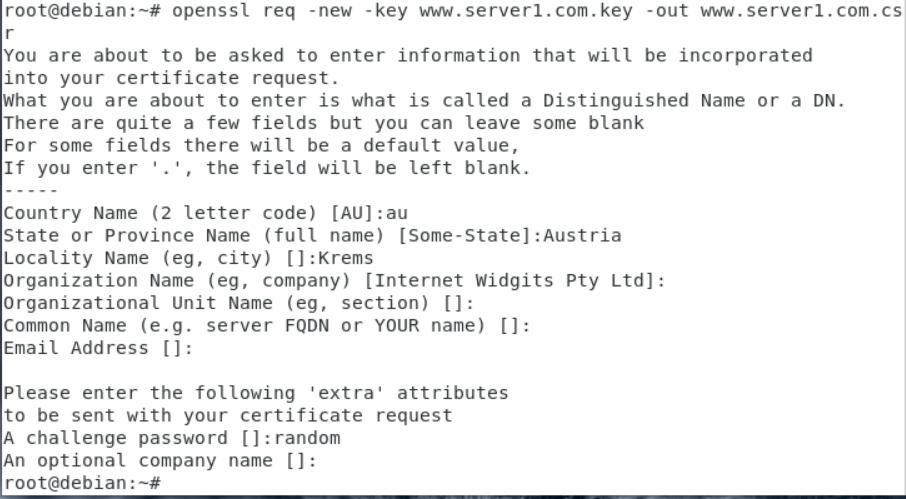 root@debian:~# openssl req -new -key www.server1.com.key -out www.server1.com.cs
r
You are about to be asked to enter information that will be incorporated
into your certificate request.
What you are about to enter is what is called a Distinguished Name or a DN.
There are quite a few fields but you can leave some blank
For some fields there will be a default value,
If you enter '.', the field will be left blank.
-----
Country Name (2 letter code) [AU]:au
State or Province Name (full name) [Some-State]:Austria
Locality Name (eg, city) []:Krems
Organization Name (eg, company) [Internet Widgits Pty Ltd]:
Organizational Unit Name (eg, section) []:
Common Name (e.g. server FQDN or YOUR name) []:
Email Address []:

Please enter the following 'extra' attributes
to be sent with your certificate request
A challenge password []:random
An optional company name []:
root@debian:~#